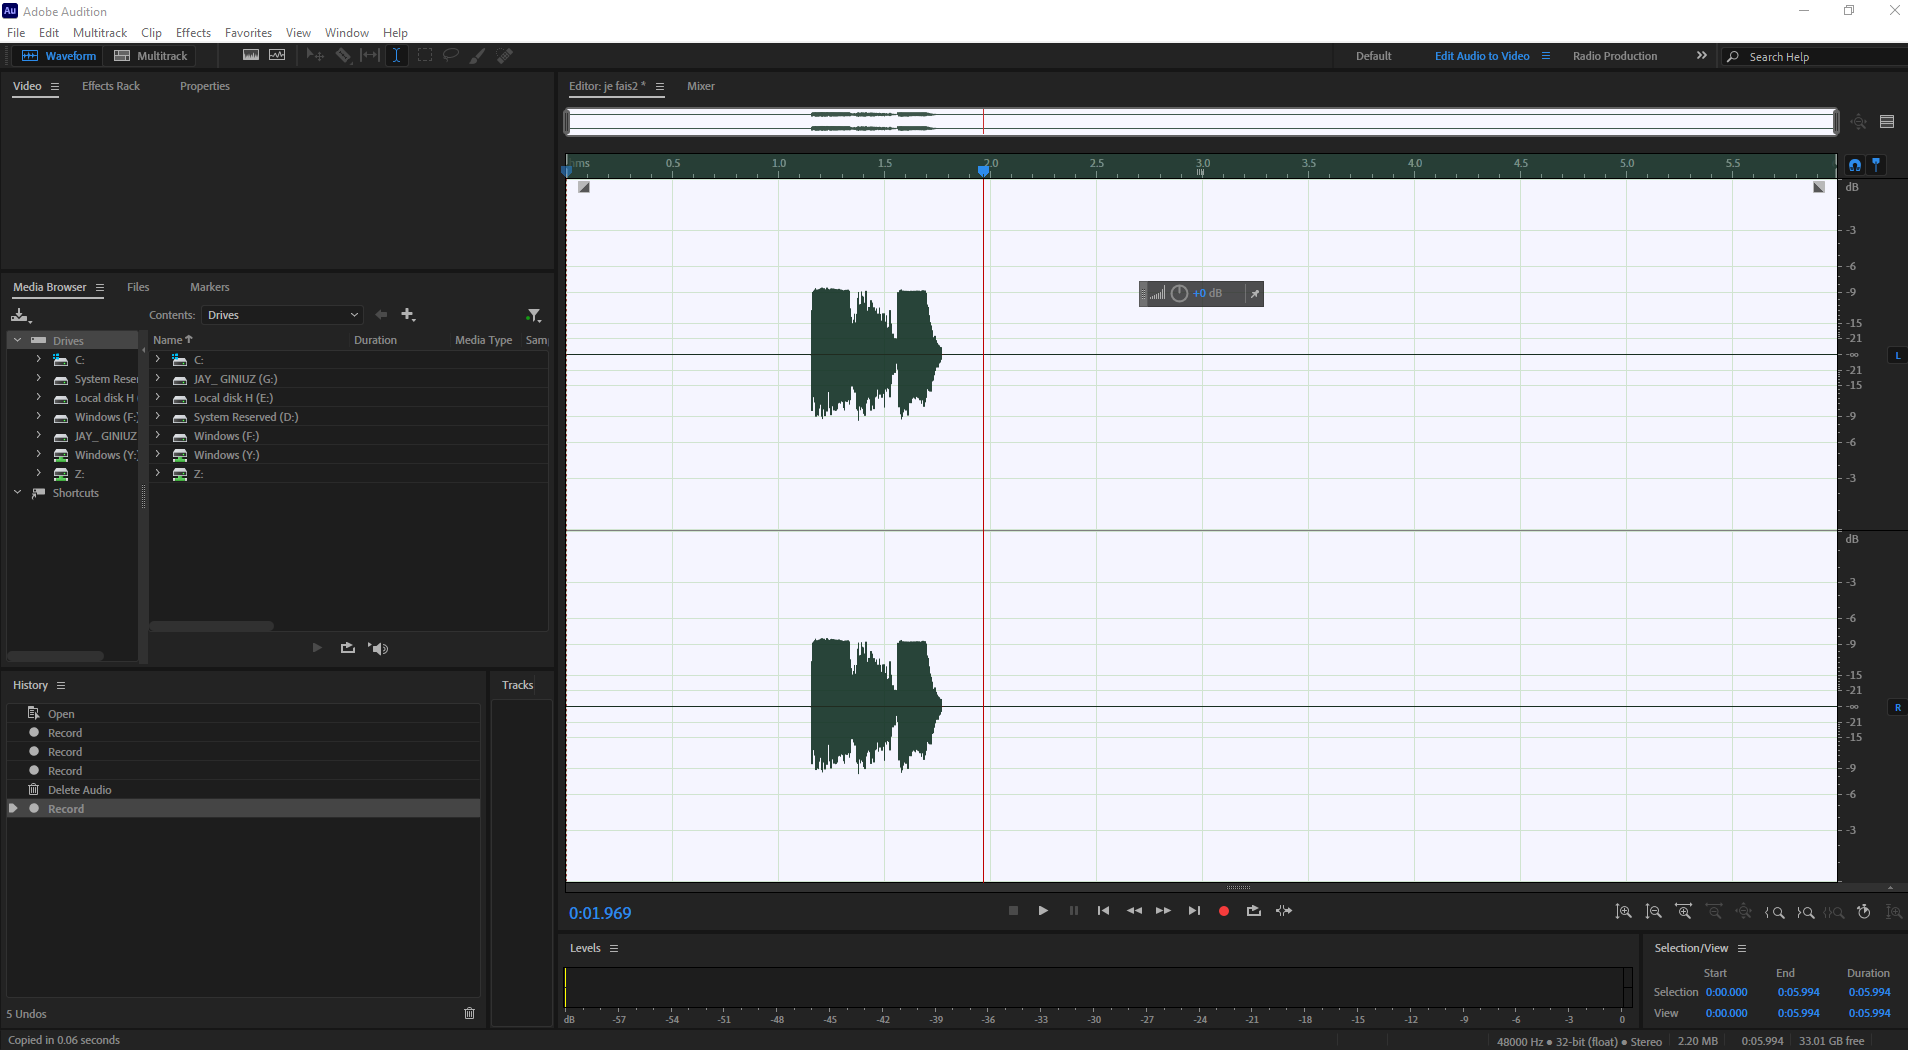 Au Adobe Audition
File Edit Multitrack Clip Effects Favorites View Window Help
Waveform Multitrack Default Edit Audio to Video Radio Production Search Help
Video Effects Rack Properties
Editor: je fais2 * Mixer
hms 0.5 1.0 1.5 2.0 2.5 3.0 3.5 4.0 4.5 5.0 5.5
dB
-3
-6
-9
-15
-21
-∞
-21
-15
-9
-6
-3
L
+0 dB
dB
-3
-6
-9
-15
-21
-∞
-21
-15
-9
-6
-3
R
Media Browser Files Markers
Contents: Drives
Drives
C:
System Reser
Local disk H
Windows (F:
JAY_ GINIUZ
Windows (Y:
Z:
Shortcuts
Name Duration Media Type Sam
C:
JAY_ GINIUZ (G:)
Local disk H (E:)
System Reserved (D:)
Windows (F:)
Windows (Y:)
Z:
History
Open
Record
Record
Record
Delete Audio
Record
5 Undos
Tracks
0:01.969
Levels
dB -57 -54 -51 -48 -45 -42 -39 -36 -33 -30 -27 -24 -21 -18 -15 -12 -9 -6 -3 0
Selection/View
Start End Duration
Selection 0:00.000 0:05.994 0:05.994
View 0:00.000 0:05.994 0:05.994
Copied in 0.06 seconds
48000 Hz ● 32-bit (float) ● Stereo 2.20 MB 0:05.994 33.01 GB free